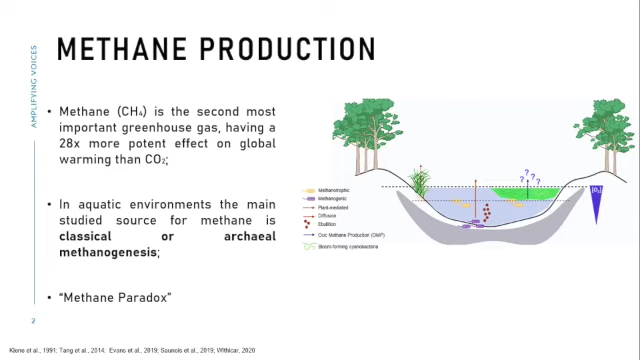 AMPLIFYING VOICES
METHANE PRODUCTION
• Methane (CH₄) is the second most
important greenhouse gas, having a
28x more potent effect on global
warming than CO₂;
• In aquatic environments the main
studied source for methane is
classical or archaeal
methanogenesis;
• "Methane Paradox"
? ? ? ?
[O₂]
Methanotrophic
Methanogenic
Plant-mediated
Diffusion
Ebullition
Oxic Methane Production (OMP)
Bloom-forming cyanobacteria
2
Kiene et al., 1991; Tang et al., 2014; Evans et al., 2019; Saunois et al., 2019; Withicar, 2020